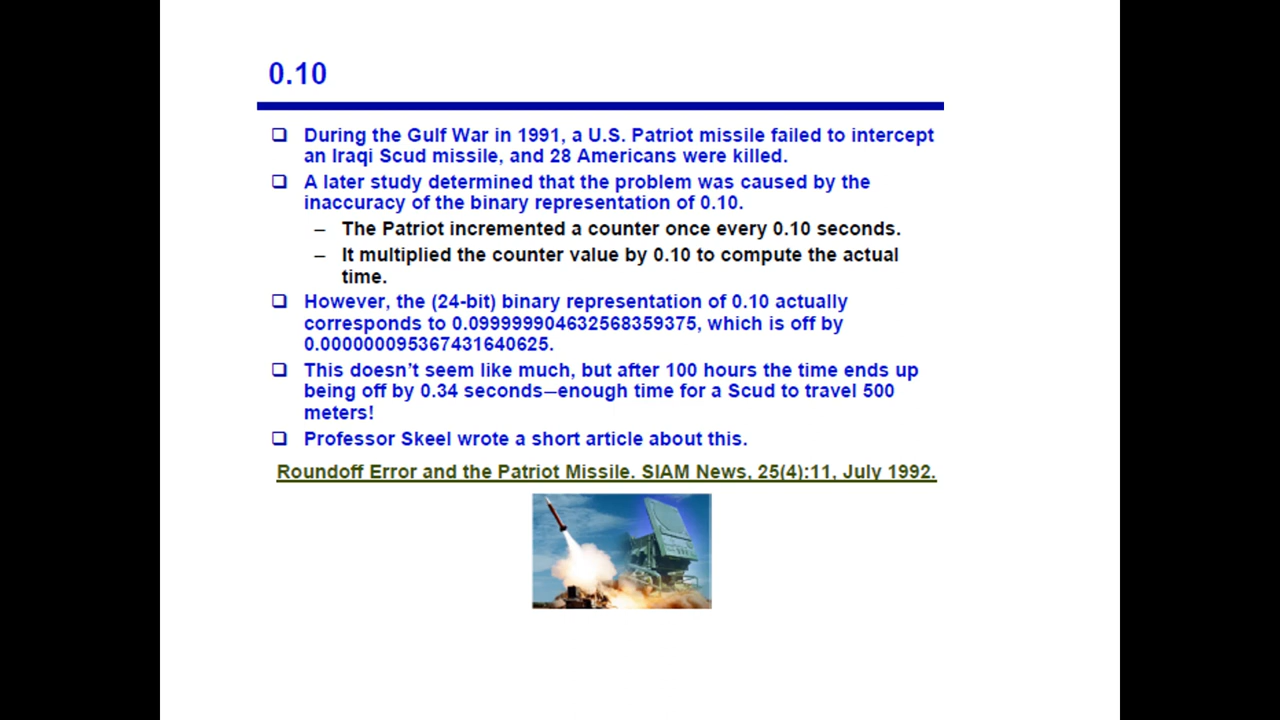 0.10
❑ During the Gulf War in 1991, a U.S. Patriot missile failed to intercept
an Iraqi Scud missile, and 28 Americans were killed.
❑ A later study determined that the problem was caused by the
inaccuracy of the binary representation of 0.10.
– The Patriot incremented a counter once every 0.10 seconds.
– It multiplied the counter value by 0.10 to compute the actual
time.
❑ However, the (24-bit) binary representation of 0.10 actually
corresponds to 0.099999904632568359375, which is off by
0.000000095367431640625.
❑ This doesn’t seem like much, but after 100 hours the time ends up
being off by 0.34 seconds—enough time for a Scud to travel 500
meters!
❑ Professor Skeel wrote a short article about this.
Roundoff Error and the Patriot Missile. SIAM News, 25(4):11, July 1992.